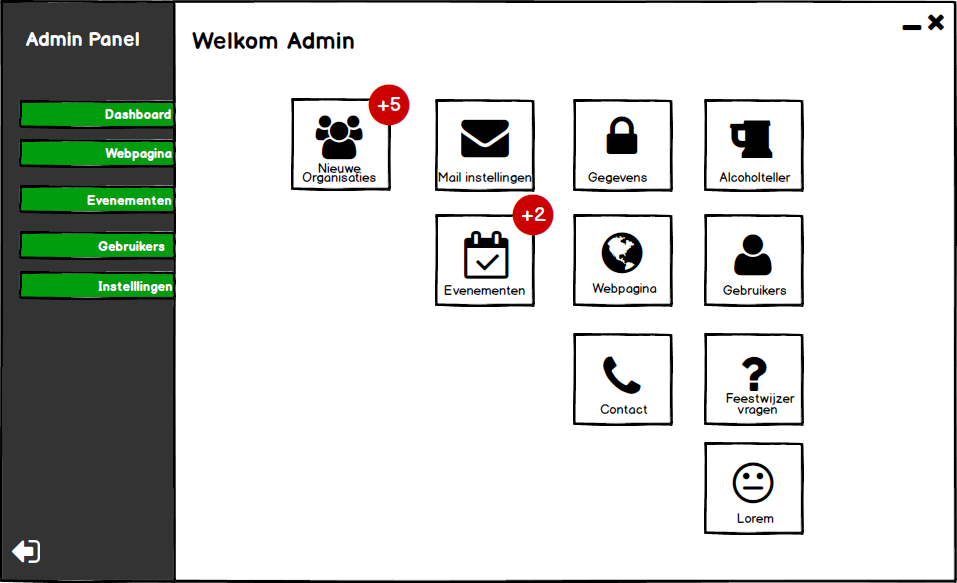 Admin Panel
Welkom Admin
Dashboard
Webpagina
Evenementen
Gebruikers
Instelllingen
+5
Nieuwe
Organisaties
Mail instellingen
Gegevens
Alcoholteller
+2
Evenementen
Webpagina
Gebruikers
Contact
Feestwijzer
vragen
Lorem